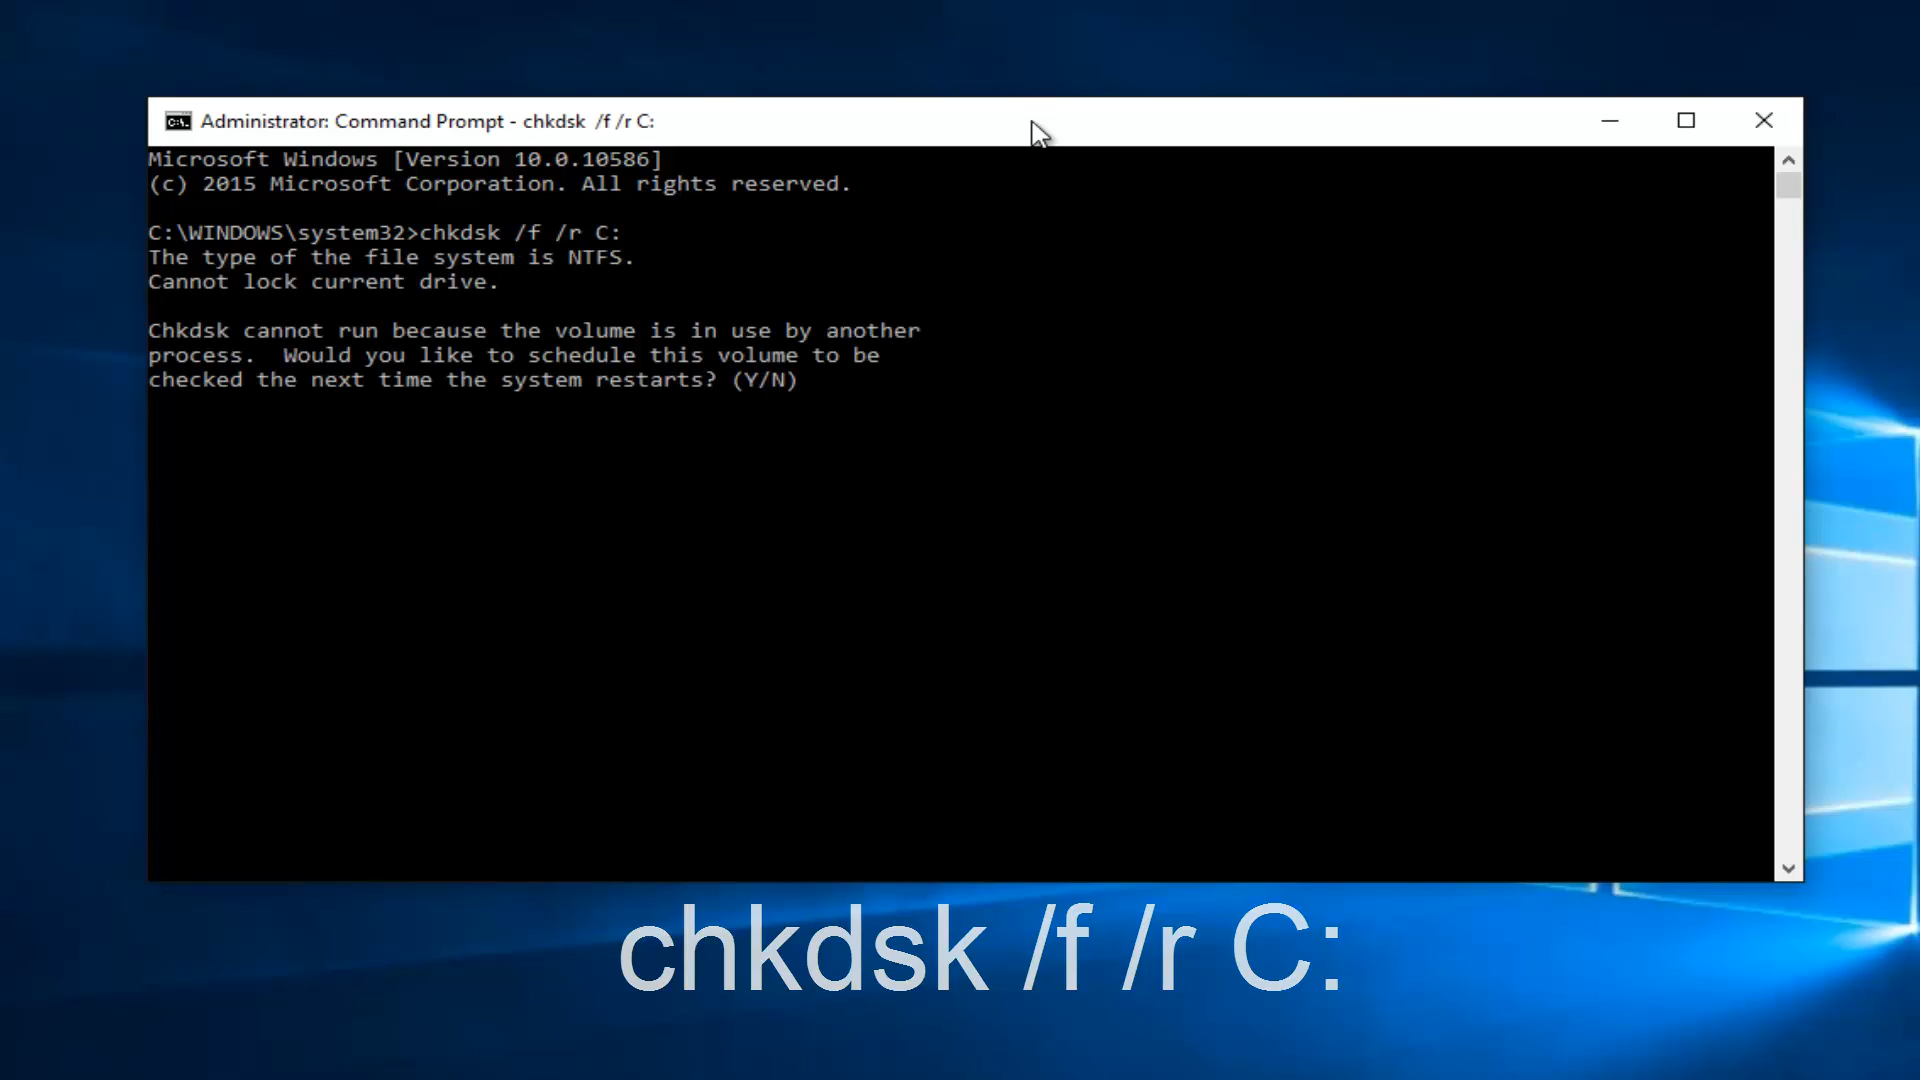 Administrator: Command Prompt - chkdsk  /f /r C:
Microsoft Windows [Version 10.0.10586]
(c) 2015 Microsoft Corporation. All rights reserved.
C:\WINDOWS\system32>chkdsk /f /r C:
The type of the file system is NTFS.
Cannot lock current drive.
Chkdsk cannot run because the volume is in use by another
process.  Would you like to schedule this volume to be
checked the next time the system restarts? (Y/N)
chkdsk /f /r C: